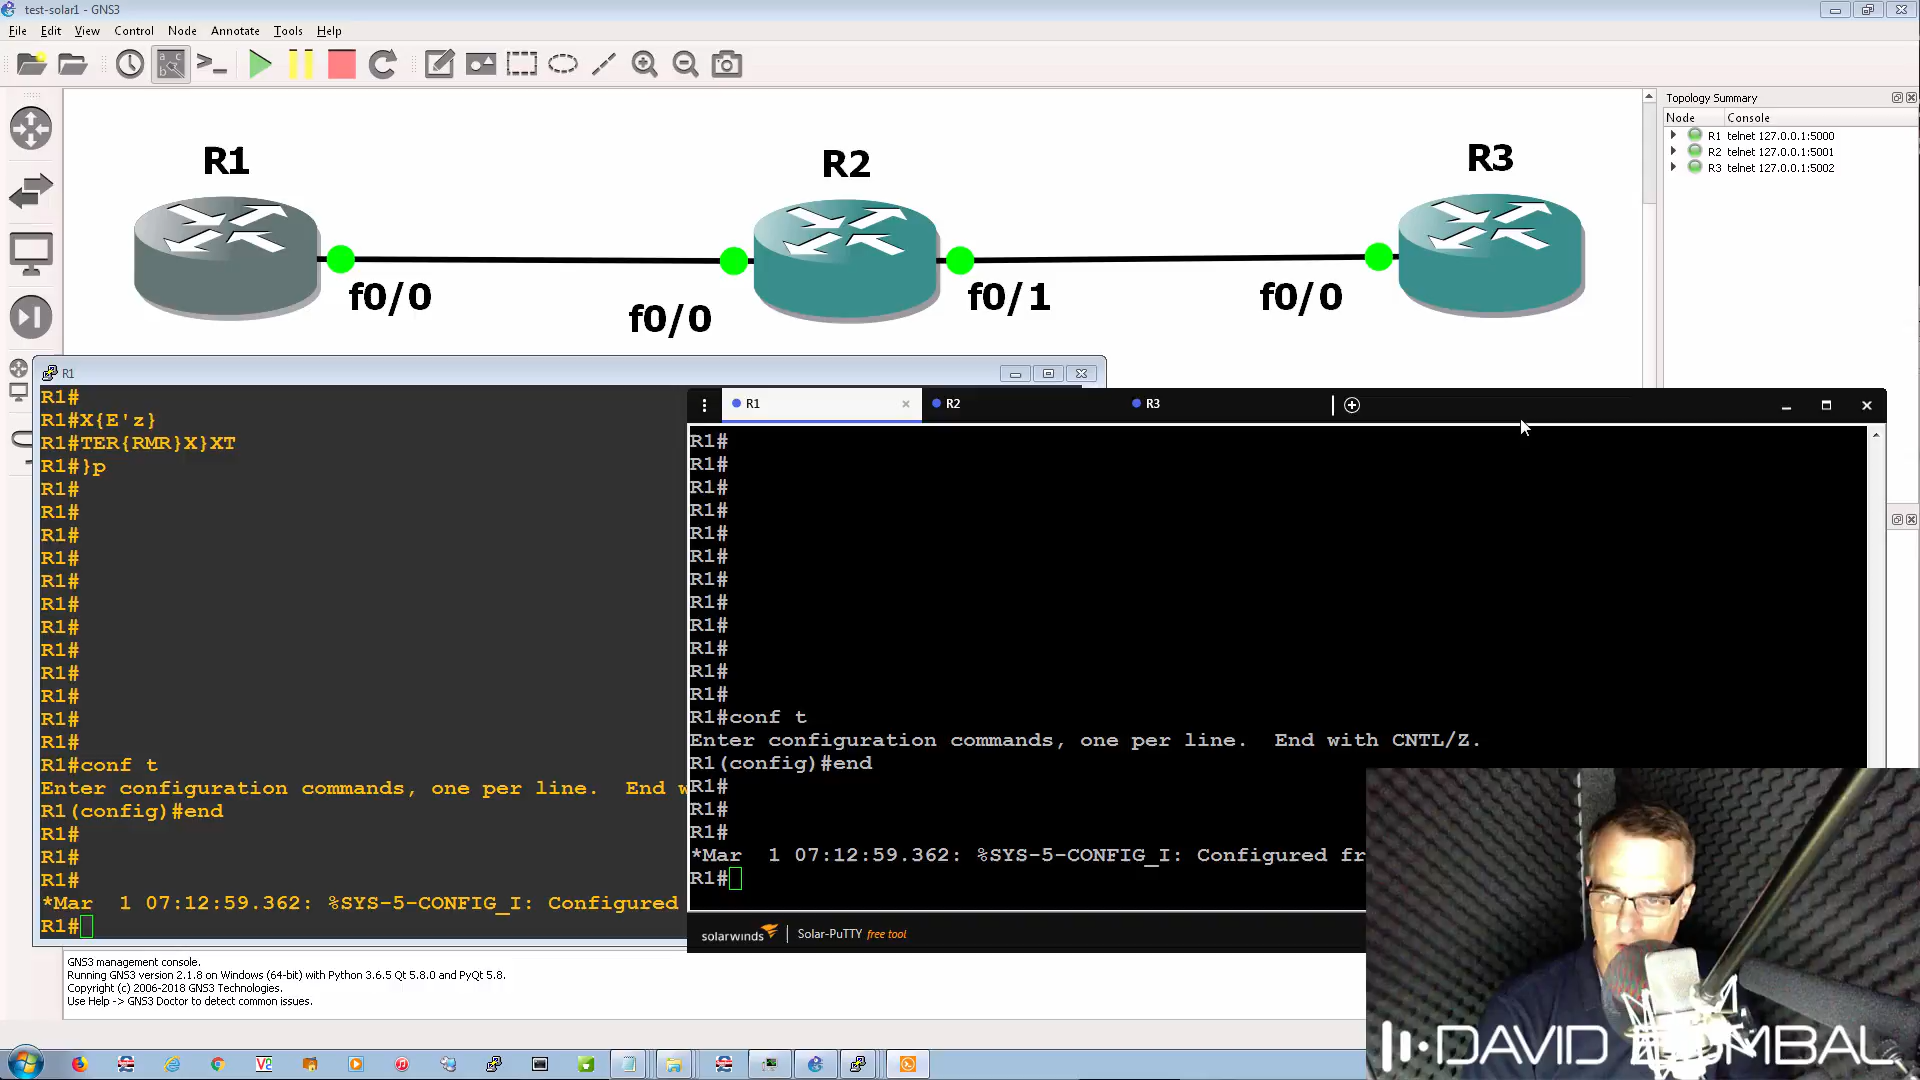 test-solar1 - GNS3
File Edit View Control Node Annotate Tools Help
Topology Summary
Node Console
R1 telnet 127.0.0.1:5000
R2 telnet 127.0.0.1:5001
R3 telnet 127.0.0.1:5002
R1
R2
R3
f0/0
f0/0
f0/1
f0/0
R1
R1#
R1#X{E'z}
R1#TER{RMR}X}XT
R1#}p
R1#
R1#
R1#
R1#
R1#
R1#
R1#
R1#
R1#
R1#
R1#
R1#
R1#conf t
Enter configuration commands, one per line.  End w
R1(config)#end
R1#
R1#
R1#
*Mar  1 07:12:59.362: %SYS-5-CONFIG_I: Configured
R1#
R1 R2 R3
R1#
R1#
R1#
R1#
R1#
R1#
R1#
R1#
R1#
R1#
R1#
R1#
R1#conf t
Enter configuration commands, one per line.  End with CNTL/Z.
R1(config)#end
R1#
R1#
R1#
*Mar  1 07:12:59.362: %SYS-5-CONFIG_I: Configured fr
R1#
solarwinds Solar-PuTTY free tool
GNS3 management console.
Running GNS3 version 2.1.8 on Windows (64-bit) with Python 3.6.5 Qt 5.8.0 and PyQt 5.8.
Copyright (c) 2006-2018 GNS3 Technologies.
Use Help -> GNS3 Doctor to detect common issues.
DAVID